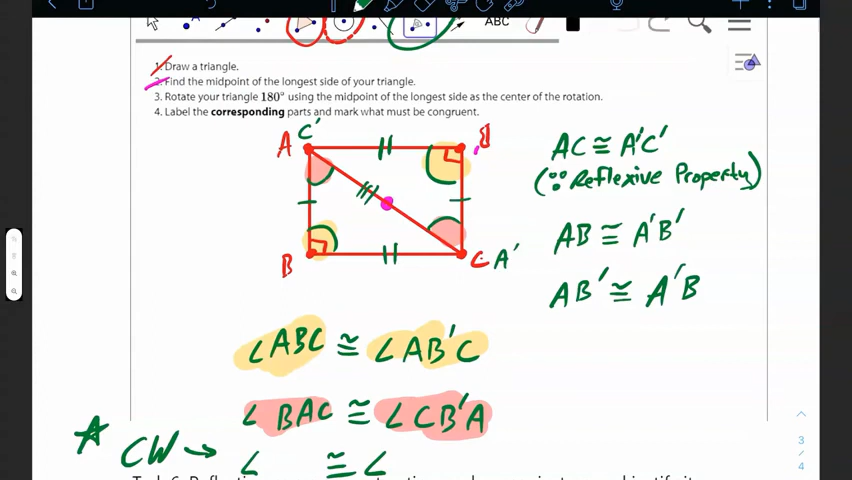 ABC
1. Draw a triangle.
2. Find the midpoint of the longest side of your triangle.
3. Rotate your triangle 180° using the midpoint of the longest side as the center of the rotation.
4. Label the corresponding parts and mark what must be congruent.
A C'
B
C A'
AC ≅ A'C'
(∵ Reflexive Property)
AB ≅ A'B'
AB' ≅ A'B
∠ABC ≅ ∠AB'C
∠BAC ≅ ∠CB'A
CW →
∠ ≅ ∠
3
/
4